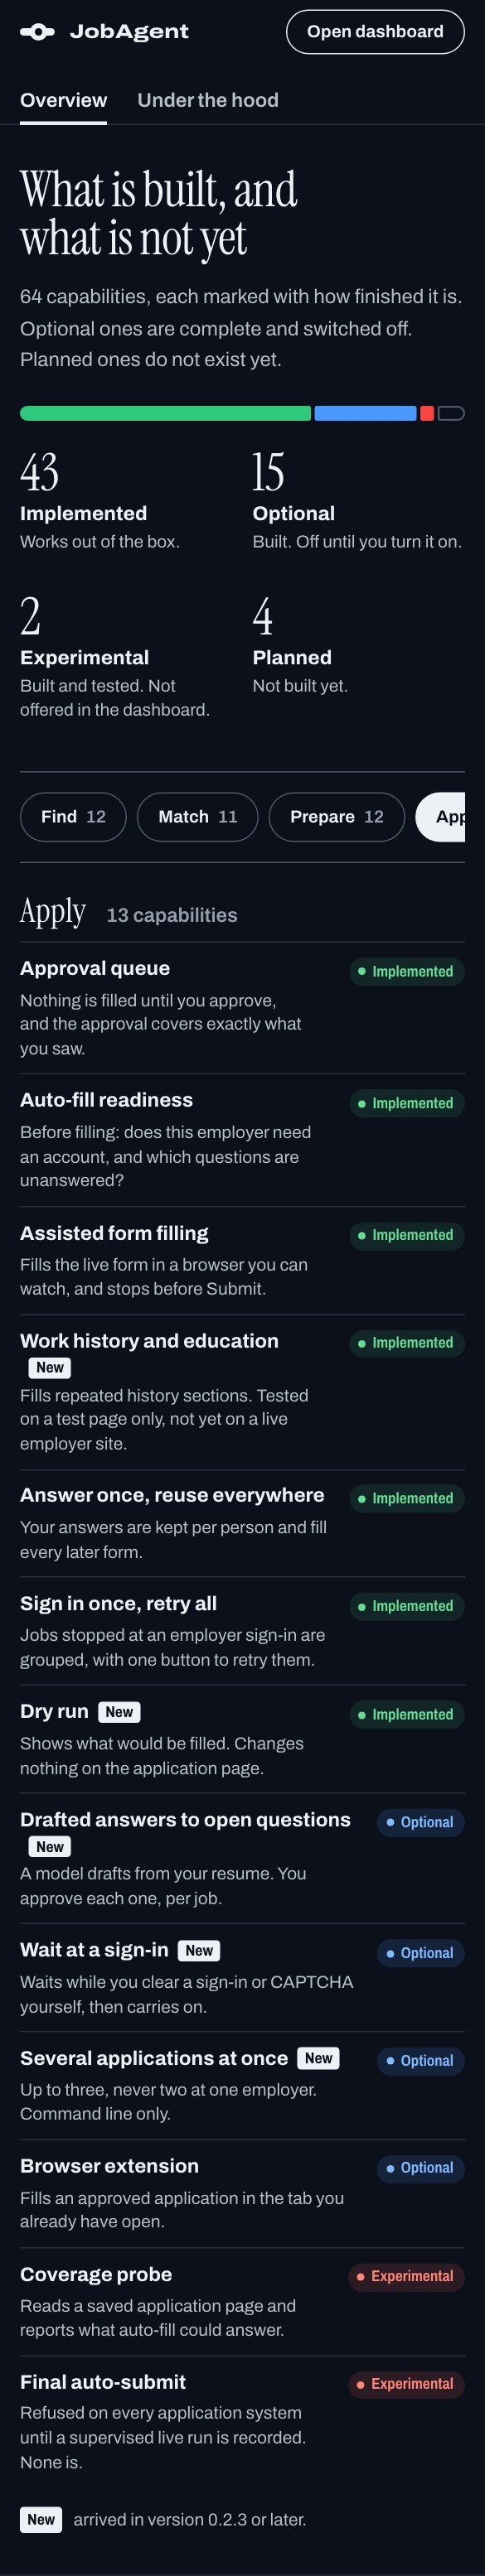 JobAgent
Open dashboard
Overview
Under the hood
What is built, and
what is not yet
64 capabilities, each marked with how finished it is.
Optional ones are complete and switched off.
Planned ones do not exist yet.
43
Implemented
Works out of the box.
15
Optional
Built. Off until you turn it on.
2
Experimental
Built and tested. Not
offered in the dashboard.
4
Planned
Not built yet.
Find 12
Match 11
Prepare 12
App
Apply 13 capabilities
Approval queue
Implemented
Nothing is filled until you approve,
and the approval covers exactly what
you saw.
Auto-fill readiness
Implemented
Before filling: does this employer need
an account, and which questions are
unanswered?
Assisted form filling
Implemented
Fills the live form in a browser you can
watch, and stops before Submit.
Work history and education
New
Implemented
Fills repeated history sections. Tested
on a test page only, not yet on a live
employer site.
Answer once, reuse everywhere
Implemented
Your answers are kept per person and fill
every later form.
Sign in once, retry all
Implemented
Jobs stopped at an employer sign-in are
grouped, with one button to retry them.
Dry run New
Implemented
Shows what would be filled. Changes
nothing on the application page.
Drafted answers to open questions
New
Optional
A model drafts from your resume. You
approve each one, per job.
Wait at a sign-in New
Optional
Waits while you clear a sign-in or CAPTCHA
yourself, then carries on.
Several applications at once New
Optional
Up to three, never two at one employer.
Command line only.
Browser extension
Optional
Fills an approved application in the tab you
already have open.
Coverage probe
Experimental
Reads a saved application page and
reports what auto-fill could answer.
Final auto-submit
Experimental
Refused on every application system
until a supervised live run is recorded.
None is.
New arrived in version 0.2.3 or later.